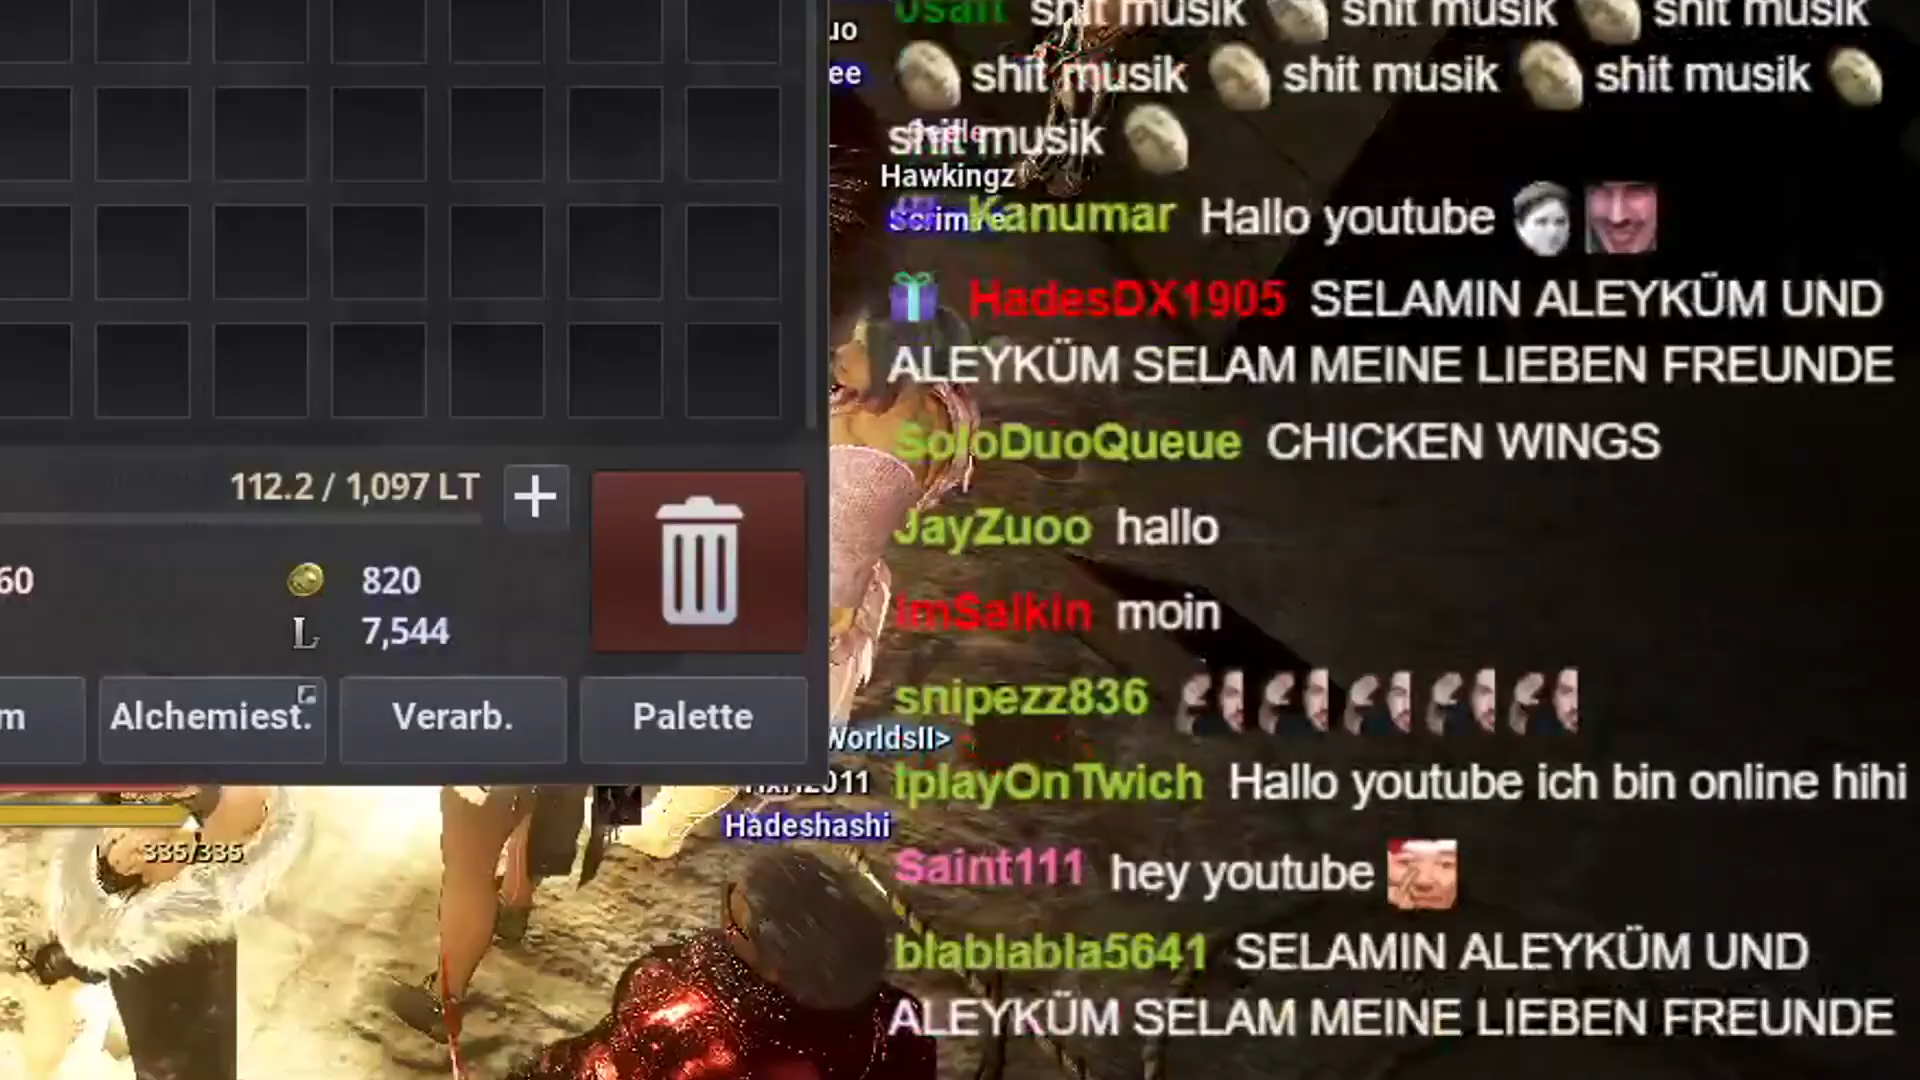 shit musik shit musik shit musik
shit musik shit musik shit musik
shit musik
Hawkingz
Kanumar Hallo youtube
HadesDX1905 SELAMIN ALEYKÜM UND
ALEYKÜM SELAM MEINE LIEBEN FREUNDE
SoloDuoQueue CHICKEN WINGS
112.2 / 1,097 LT
JayZuoo hallo
820
ImSalkin moin
7,544
snipezz836
Alchemiest. Verarb. Palette
WorldsII>
IplayOnTwich Hallo youtube ich bin online hihi
Hadeshashi
335/335
Saint111 hey youtube
blablabla5641 SELAMIN ALEYKÜM UND
ALEYKÜM SELAM MEINE LIEBEN FREUNDE